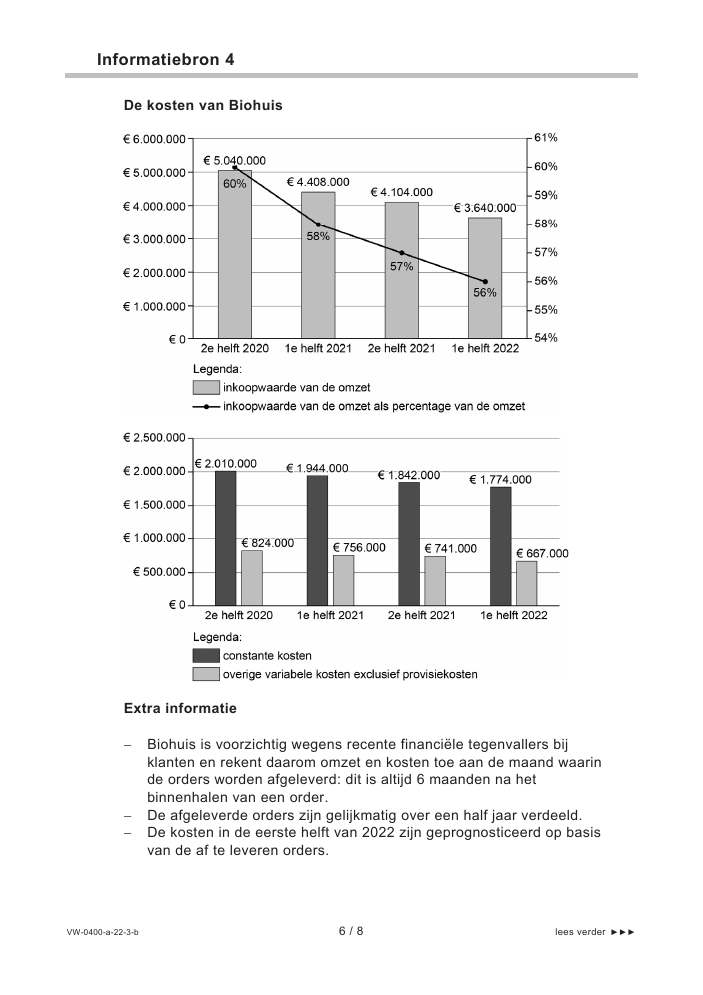 Informatiebron 4
De kosten van Biohuis
€ 6.000.000
€ 5.000.000
€ 4.000.000
€ 3.000.000
€ 2.000.000
€ 1.000.000
€ 0
61%
60%
59%
58%
57%
56%
55%
54%
€ 5.040.000
€ 4.408.000
€ 4.104.000
€ 3.640.000
60%
58%
57%
56%
2e helft 2020 1e helft 2021 2e helft 2021 1e helft 2022
Legenda:
inkoopwaarde van de omzet
inkoopwaarde van de omzet als percentage van de omzet
€ 2.500.000
€ 2.000.000
€ 1.500.000
€ 1.000.000
€ 500.000
€ 0
€ 2.010.000
€ 1.944.000
€ 1.842.000
€ 1.774.000
€ 824.000
€ 756.000
€ 741.000
€ 667.000
2e helft 2020 1e helft 2021 2e helft 2021 1e helft 2022
Legenda:
constante kosten
overige variabele kosten exclusief provisiekosten
Extra informatie
– Biohuis is voorzichtig wegens recente financiële tegenvallers bij
klanten en rekent daarom omzet en kosten toe aan de maand waarin
de orders worden afgeleverd: dit is altijd 6 maanden na het
binnenhalen van een order.
– De afgeleverde orders zijn gelijkmatig over een half jaar verdeeld.
– De kosten in de eerste helft van 2022 zijn geprognosticeerd op basis
van de af te leveren orders.
VW-0400-a-22-3-b 6 / 8 lees verder ►►►